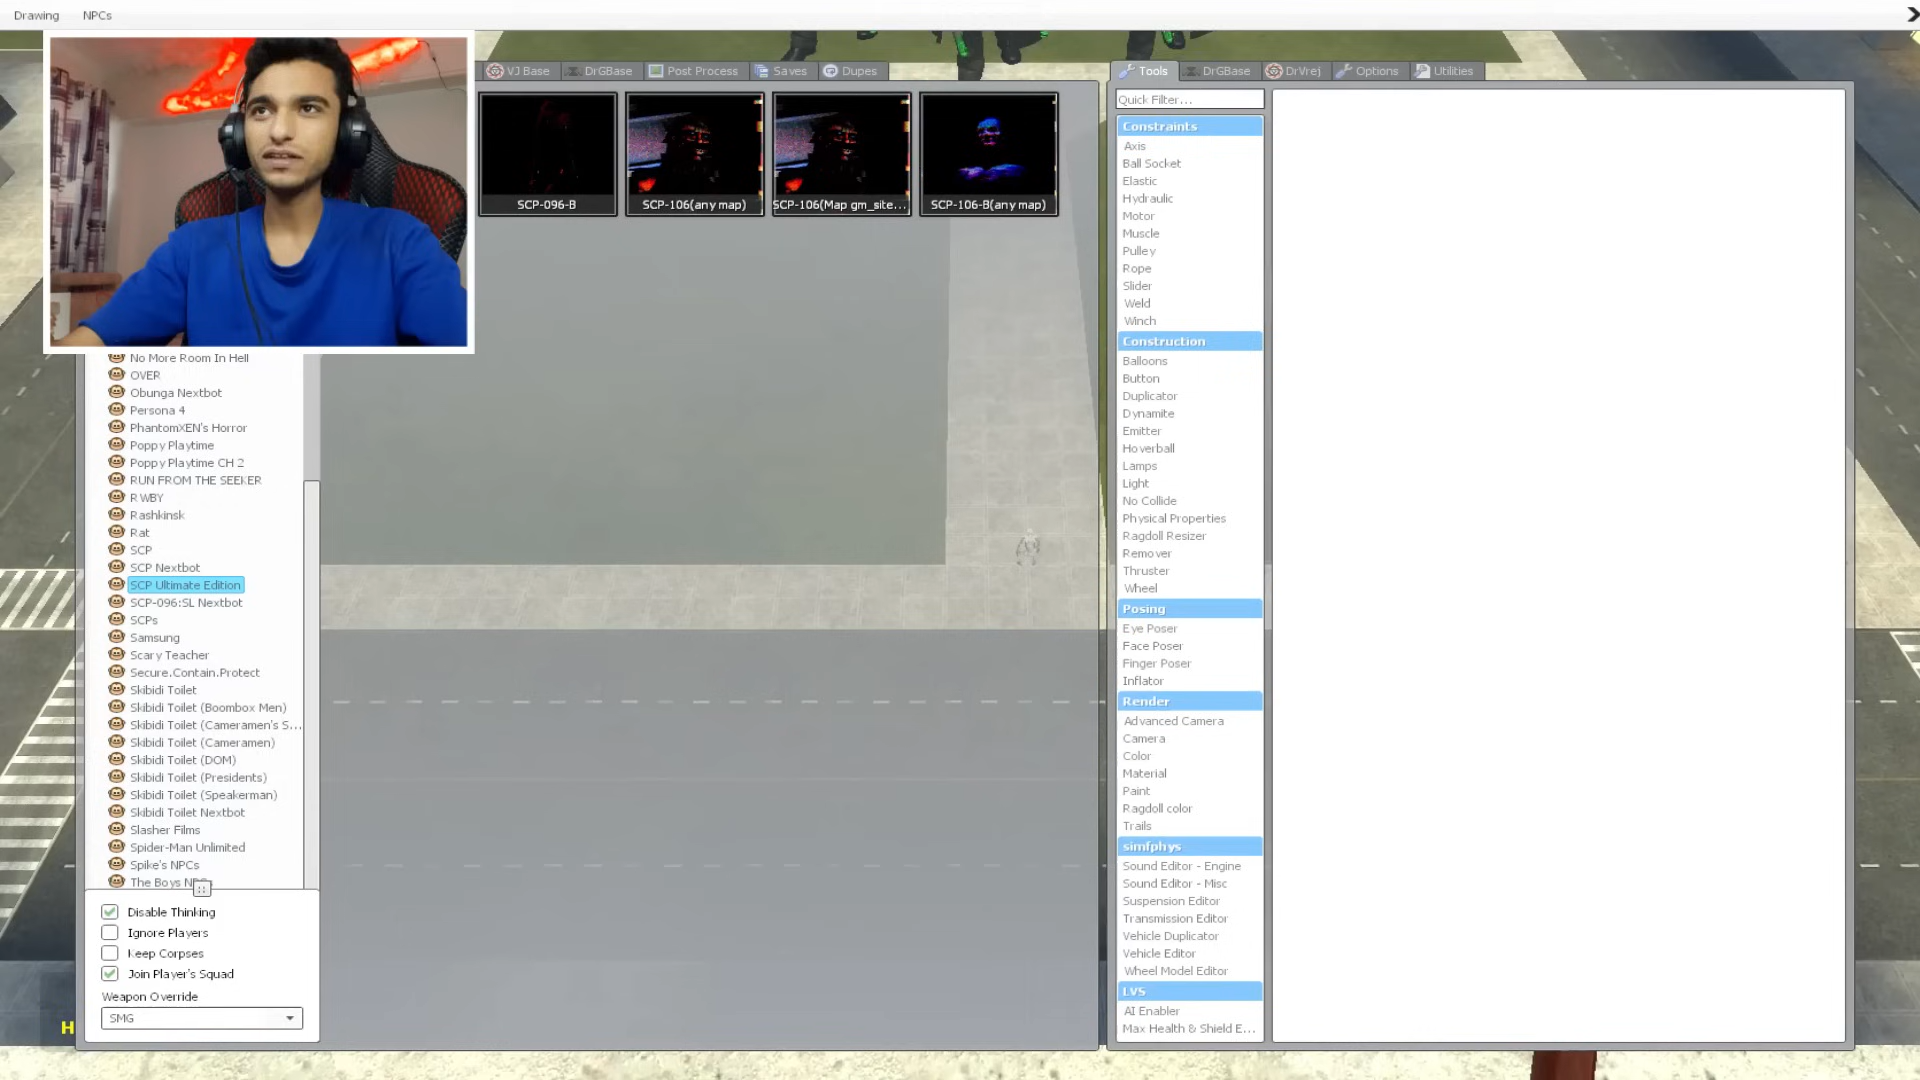 Drawing NPCs
VJ Base DrGBase Post Process Saves Dupes
SCP-096-B
SCP-106(any map)
SCP-106(Map gm_site...
SCP-106-B(any map)
No More Room In Hell
OVER
Obunga Nextbot
Persona 4
PhantomXEN's Horror
Poppy Playtime
Poppy Playtime CH 2
RUN FROM THE SEEKER
RWBY
Rashkinsk
Rat
SCP
SCP Nextbot
SCP Ultimate Edition
SCP-096:SL Nextbot
SCPs
Samsung
Scary Teacher
Secure.Contain.Protect
Skibidi Toilet
Skibidi Toilet (Boombox Men)
Skibidi Toilet (Cameramen's S...
Skibidi Toilet (Cameramen)
Skibidi Toilet (DOM)
Skibidi Toilet (Presidents)
Skibidi Toilet (Speakerman)
Skibidi Toilet Nextbot
Slasher Films
Spider-Man Unlimited
Spike's NPCs
The Boys
Disable Thinking
Ignore Players
Keep Corpses
Join Player's Squad
Weapon Override
SMG
H
Tools DrGBase DrVrej Options Utilities
Quick Filter...
Constraints
Axis
Ball Socket
Elastic
Hydraulic
Motor
Muscle
Pulley
Rope
Slider
Weld
Winch
Construction
Balloons
Button
Duplicator
Dynamite
Emitter
Hoverball
Lamps
Light
No Collide
Physical Properties
Ragdoll Resizer
Remover
Thruster
Wheel
Posing
Eye Poser
Face Poser
Finger Poser
Inflator
Render
Advanced Camera
Camera
Color
Material
Paint
Ragdoll color
Trails
simfphys
Sound Editor - Engine
Sound Editor - Misc
Suspension Editor
Transmission Editor
Vehicle Duplicator
Vehicle Editor
Wheel Model Editor
LVS
AI Enabler
Max Health & Shield E...